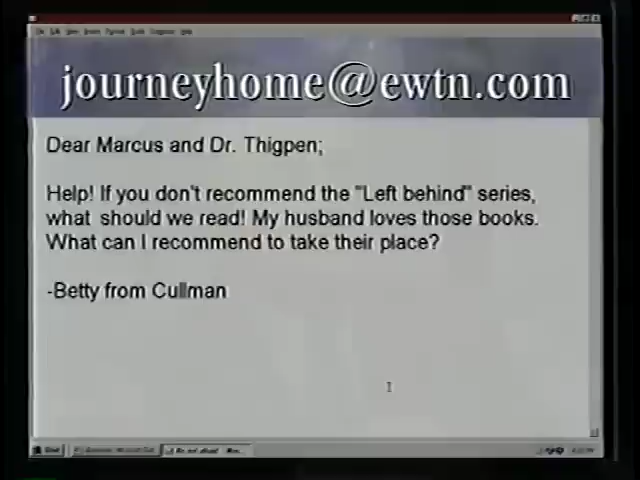 journeyhome@ewtn.com
Dear Marcus and Dr. Thigpen;
Help! If you don't recommend the "Left behind" series,
what should we read! My husband loves those books.
What can I recommend to take their place?
-Betty from Cullman